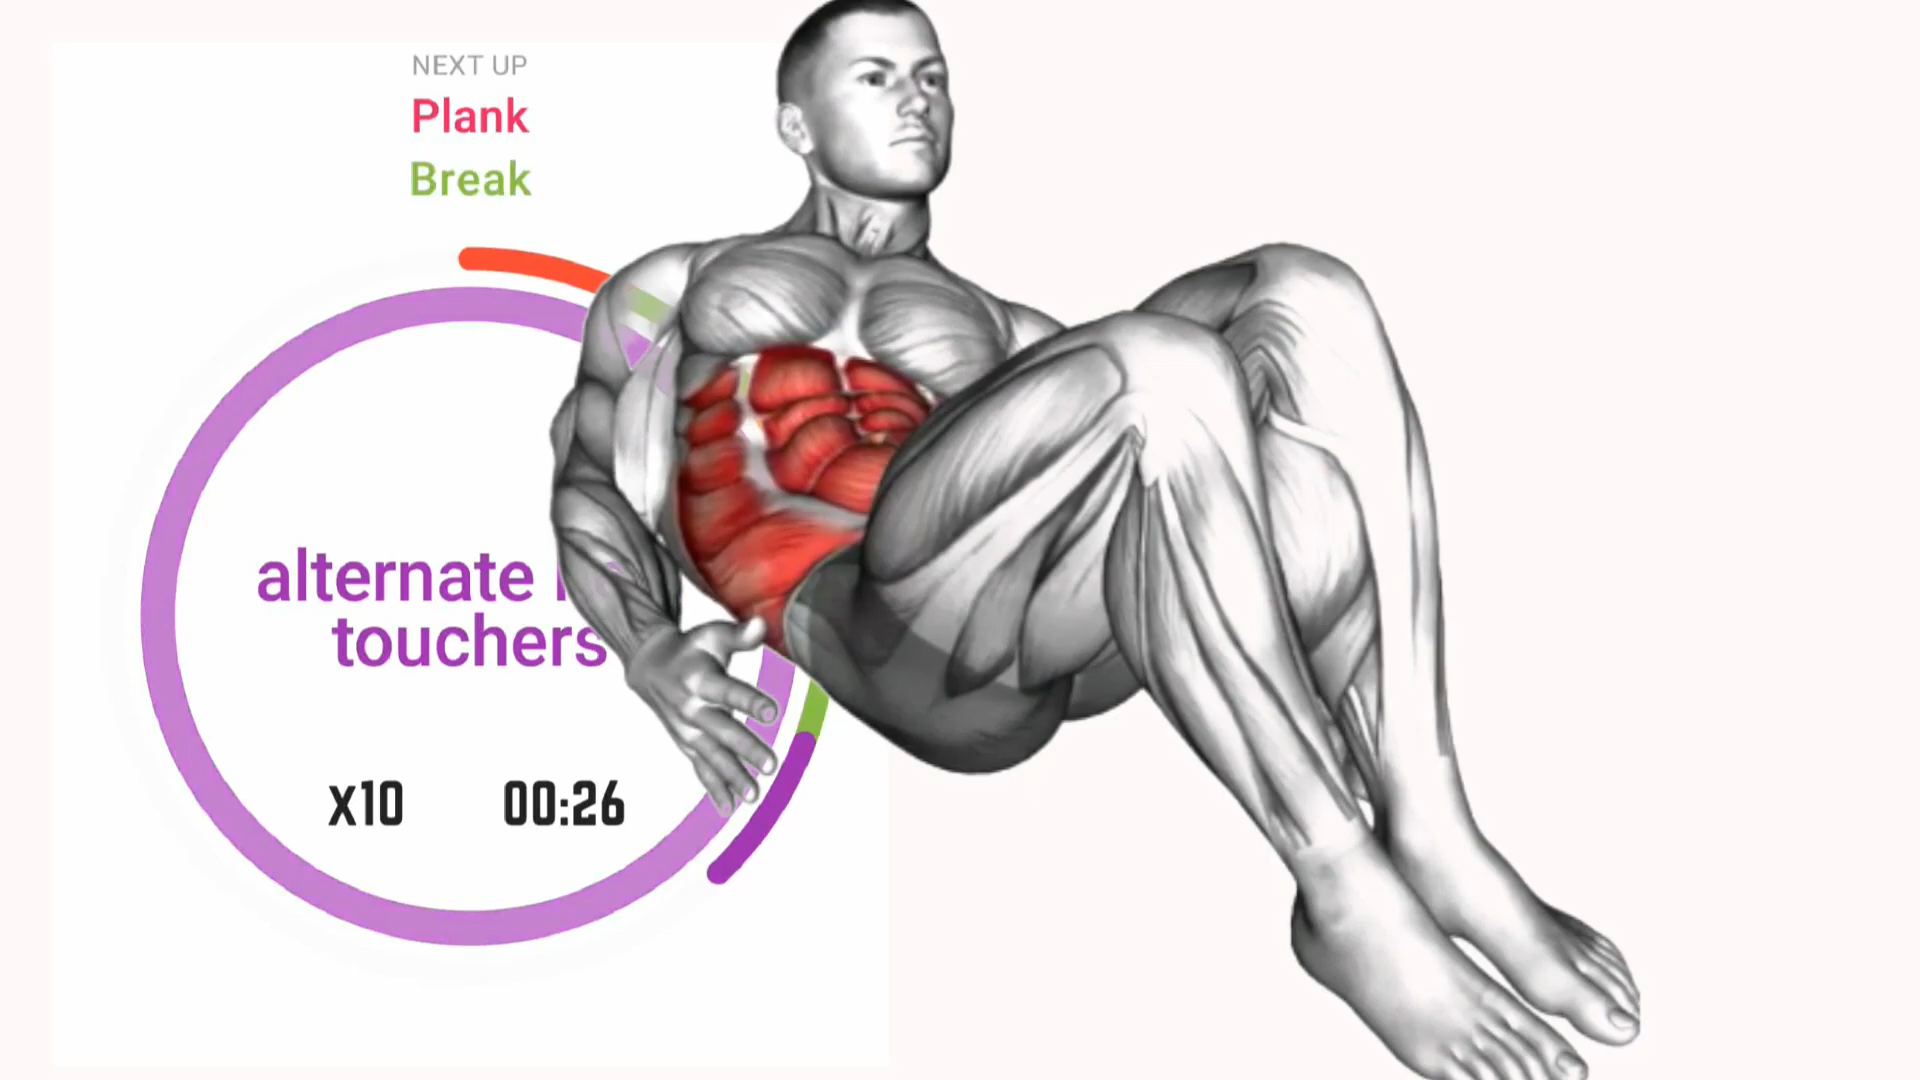 NEXT UP
Plank
Break
alternate
touchers
x10 00:26